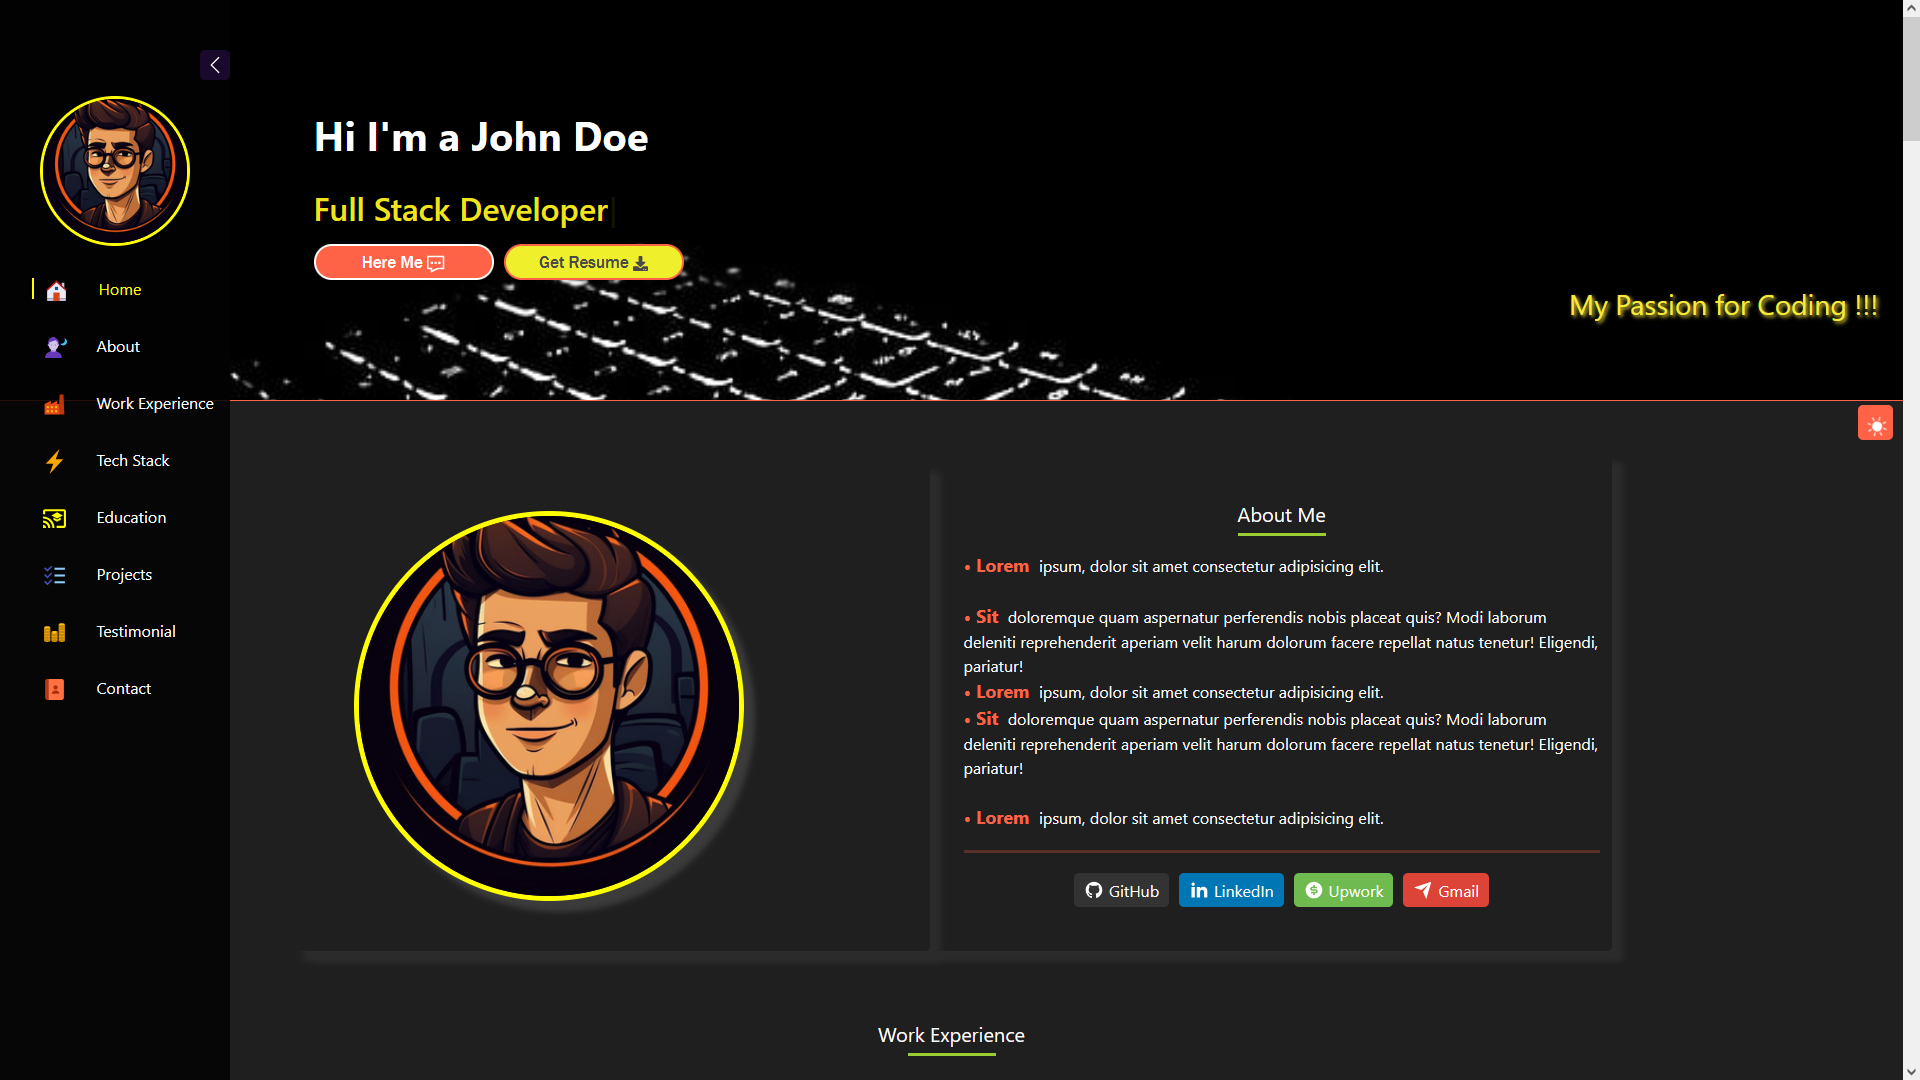 Hi I'm a John Doe
Full Stack Developer
Here Me
Get Resume
My Passion for Coding !!!
Home
About
Work Experience
Tech Stack
Education
Projects
Testimonial
Contact
About Me
• Lorem ipsum, dolor sit amet consectetur adipisicing elit.
• Sit doloremque quam aspernatur perferendis nobis placeat quis? Modi laborum
deleniti reprehenderit aperiam velit harum dolorum facere repellat natus tenetur! Eligendi,
pariatur!
• Lorem ipsum, dolor sit amet consectetur adipisicing elit.
• Sit doloremque quam aspernatur perferendis nobis placeat quis? Modi laborum
deleniti reprehenderit aperiam velit harum dolorum facere repellat natus tenetur! Eligendi,
pariatur!
• Lorem ipsum, dolor sit amet consectetur adipisicing elit.
GitHub
LinkedIn
Upwork
Gmail
Work Experience